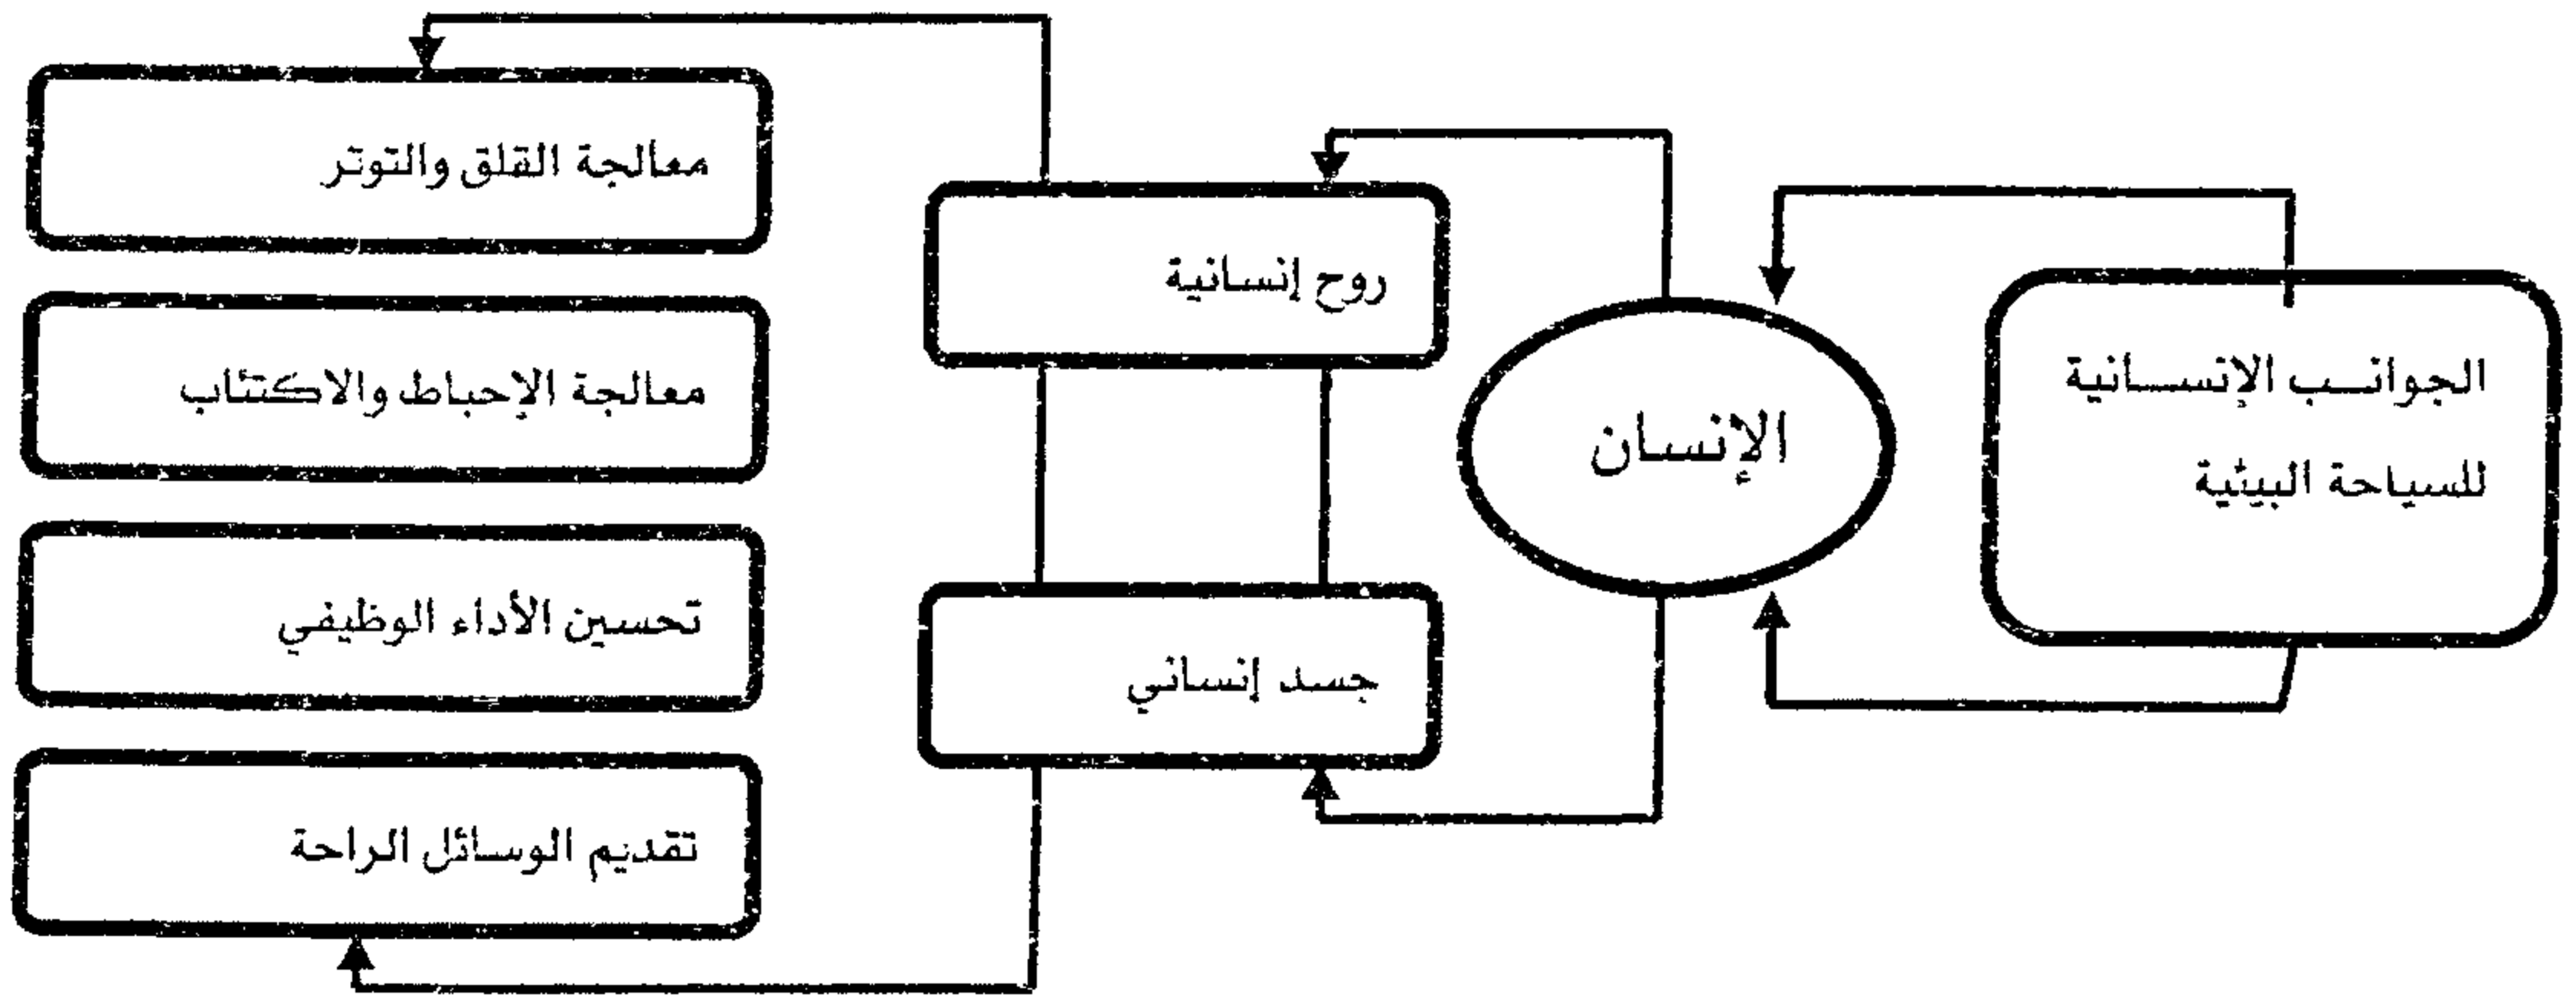 الجوانب الإنسانية
للسياحة البيئية
الإنسان
روح إنسانية
جسد إنساني
معالجة القلق والتوتر
معالجة الإحباط والاكتئاب
تحسين الأداء الوظيفي
تقديم الوسائل الراحة